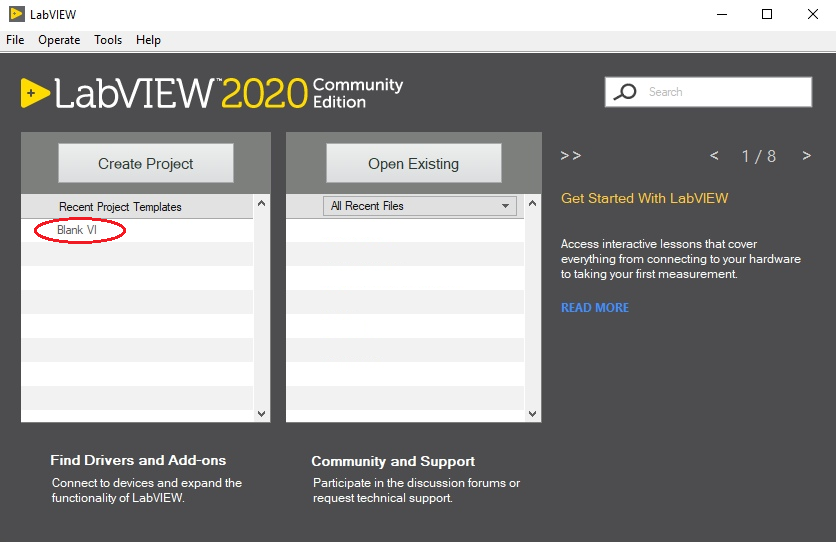 LabVIEW
File Operate Tools Help
LabVIEW™ 2020 Community
Edition
Search
Create Project
Open Existing
>> < 1 / 8 >
Recent Project Templates
All Recent Files
Blank VI
Get Started With LabVIEW
Access interactive lessons that cover
everything from connecting to your hardware
to taking your first measurement.
READ MORE
Find Drivers and Add-ons
Connect to devices and expand the
functionality of LabVIEW.
Community and Support
Participate in the discussion forums or
request technical support.